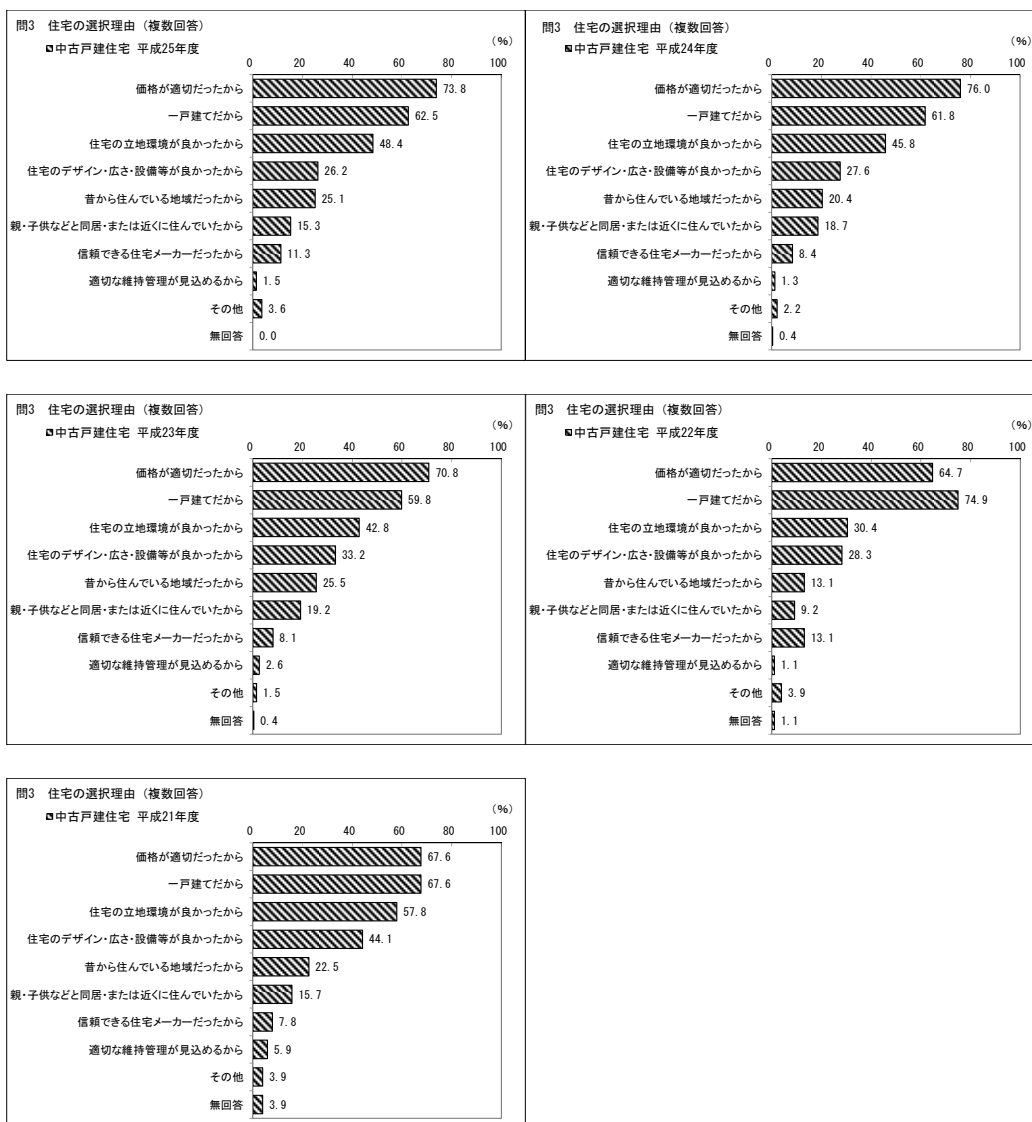 問3　住宅の選択理由（複数回答）
中古戸建住宅 平成25年度
(%)
0 20 40 60 80 100
価格が適切だったから 73.8
一戸建てだから 62.5
住宅の立地環境が良かったから 48.4
住宅のデザイン・広さ・設備等が良かったから 26.2
昔から住んでいる地域だったから 25.1
親・子供などと同居・または近くに住んでいたから 15.3
信頼できる住宅メーカーだったから 11.3
適切な維持管理が見込めるから 1.5
その他 3.6
無回答 0.0
問3　住宅の選択理由（複数回答）
中古戸建住宅 平成24年度
(%)
0 20 40 60 80 100
価格が適切だったから 76.0
一戸建てだから 61.8
住宅の立地環境が良かったから 45.8
住宅のデザイン・広さ・設備等が良かったから 27.6
昔から住んでいる地域だったから 20.4
親・子供などと同居・または近くに住んでいたから 18.7
信頼できる住宅メーカーだったから 8.4
適切な維持管理が見込めるから 1.3
その他 2.2
無回答 0.4
問3　住宅の選択理由（複数回答）
中古戸建住宅 平成23年度
(%)
0 20 40 60 80 100
価格が適切だったから 70.8
一戸建てだから 59.8
住宅の立地環境が良かったから 42.8
住宅のデザイン・広さ・設備等が良かったから 33.2
昔から住んでいる地域だったから 25.5
親・子供などと同居・または近くに住んでいたから 19.2
信頼できる住宅メーカーだったから 8.1
適切な維持管理が見込めるから 2.6
その他 1.5
無回答 0.4
問3　住宅の選択理由（複数回答）
中古戸建住宅 平成22年度
(%)
0 20 40 60 80 100
価格が適切だったから 64.7
一戸建てだから 74.9
住宅の立地環境が良かったから 30.4
住宅のデザイン・広さ・設備等が良かったから 28.3
昔から住んでいる地域だったから 13.1
親・子供などと同居・または近くに住んでいたから 9.2
信頼できる住宅メーカーだったから 13.1
適切な維持管理が見込めるから 1.1
その他 3.9
無回答 1.1
問3　住宅の選択理由（複数回答）
中古戸建住宅 平成21年度
(%)
0 20 40 60 80 100
価格が適切だったから 67.6
一戸建てだから 67.6
住宅の立地環境が良かったから 57.8
住宅のデザイン・広さ・設備等が良かったから 44.1
昔から住んでいる地域だったから 22.5
親・子供などと同居・または近くに住んでいたから 15.7
信頼できる住宅メーカーだったから 7.8
適切な維持管理が見込めるから 5.9
その他 3.9
無回答 3.9